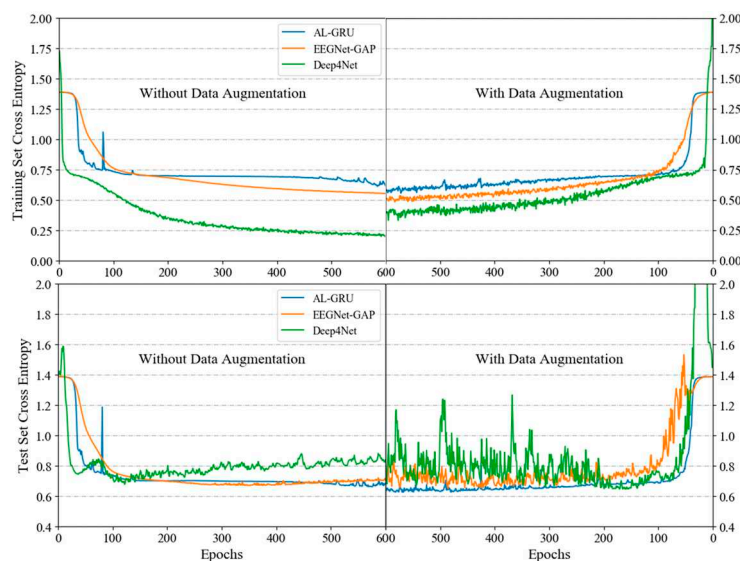 2.00
1.75
1.50
1.25
1.00
0.75
0.50
0.25
0.00
Training Set Cross Entropy
AL-GRU
EEGNet-GAP
Deep4Net
Without Data Augmentation
With Data Augmentation
2.00
1.75
1.50
1.25
1.00
0.75
0.50
0.25
0.00
0 100 200 300 400 500 600 500 400 300 200 100 0
2.0
1.8
1.6
1.4
1.2
1.0
0.8
0.6
0.4
Test Set Cross Entropy
AL-GRU
EEGNet-GAP
Deep4Net
Without Data Augmentation
With Data Augmentation
2.0
1.8
1.6
1.4
1.2
1.0
0.8
0.6
0.4
0 100 200 300 400 500 600 500 400 300 200 100 0
Epochs Epochs